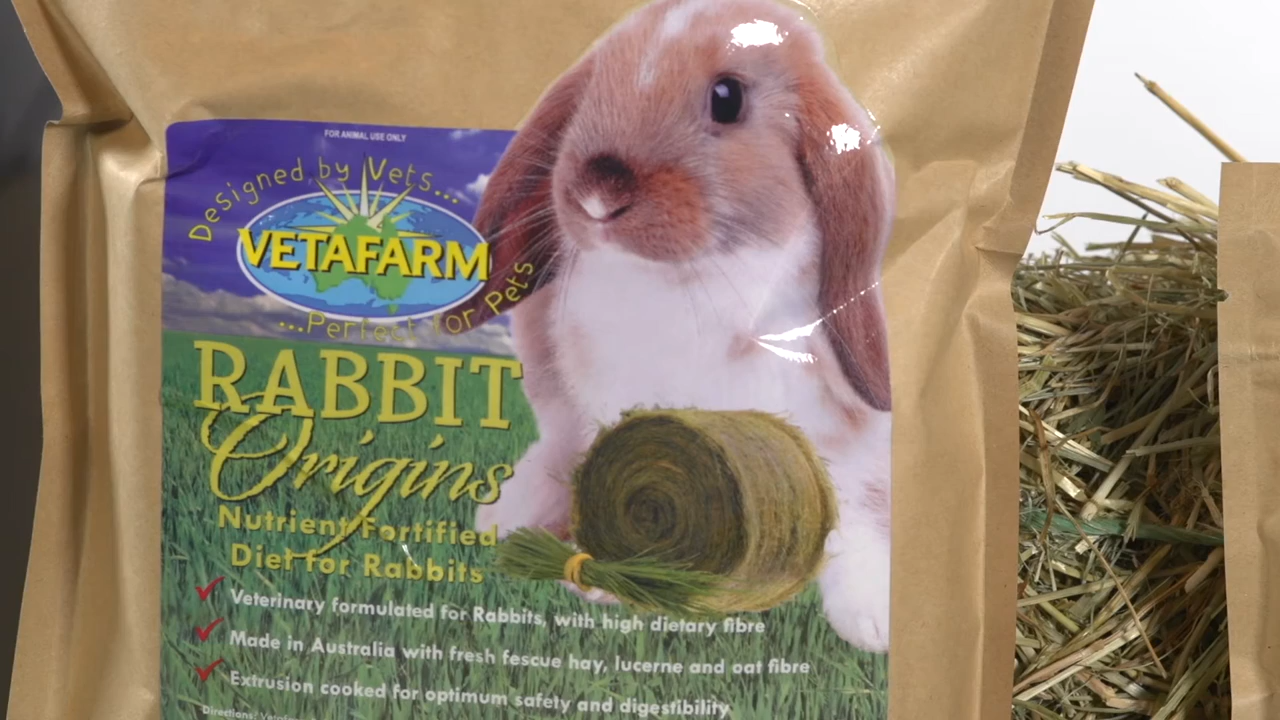 FOR ANIMAL USE ONLY
Designed by Vets...
VETAFARM
...Perfect for Pets
RABBIT
Origins
Nutrient Fortified
Diet for Rabbits
Veterinary formulated for Rabbits, with high dietary fibre
Made in Australia with fresh fescue hay, lucerne and oat fibre
Extrusion cooked for optimum safety and digestibility
Directions: